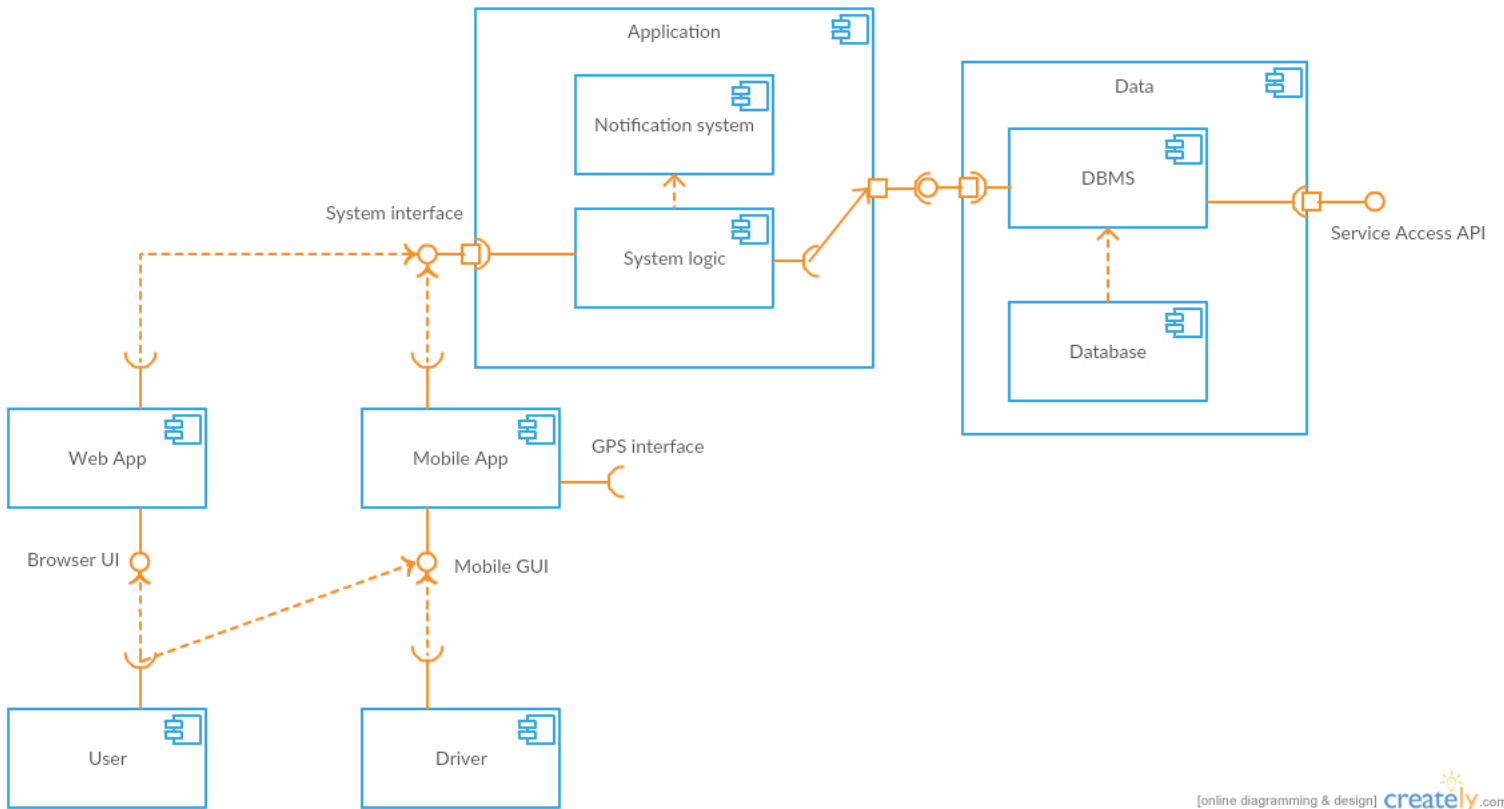 Application
Data
Notification system
DBMS
System interface
Service Access API
System logic
Database
GPS interface
Web App
Mobile App
Browser UI
Mobile GUI
User
Driver
[online diagramming & design] creately.com